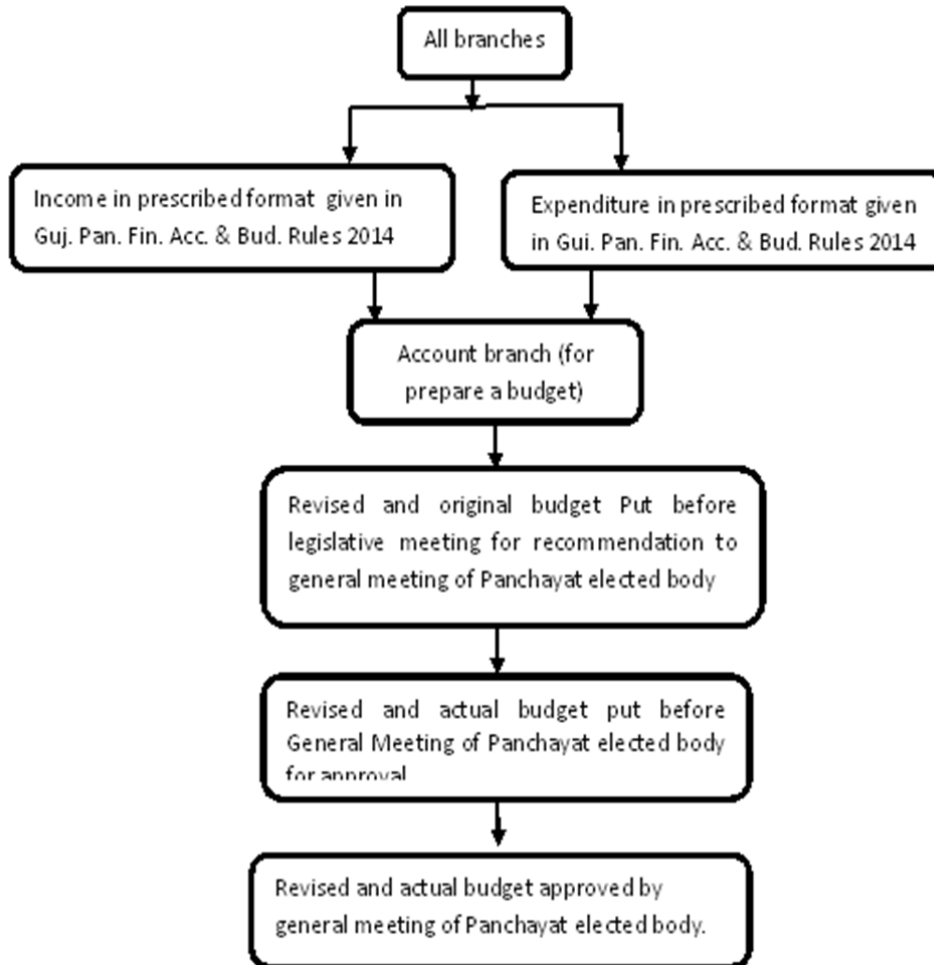 All branches
Income in prescribed format given in
Guj. Pan. Fin. Acc. & Bud. Rules 2014
Expenditure in prescribed format given
in Gui. Pan. Fin. Acc. & Bud. Rules 2014
Account branch (for
prepare a budget)
Revised and original budget Put before
legislative meeting for recommendation to
general meeting of Panchayat elected body
Revised and actual budget put before
General Meeting of Panchayat elected body
for approval
Revised and actual budget approved by
general meeting of Panchayat elected body.